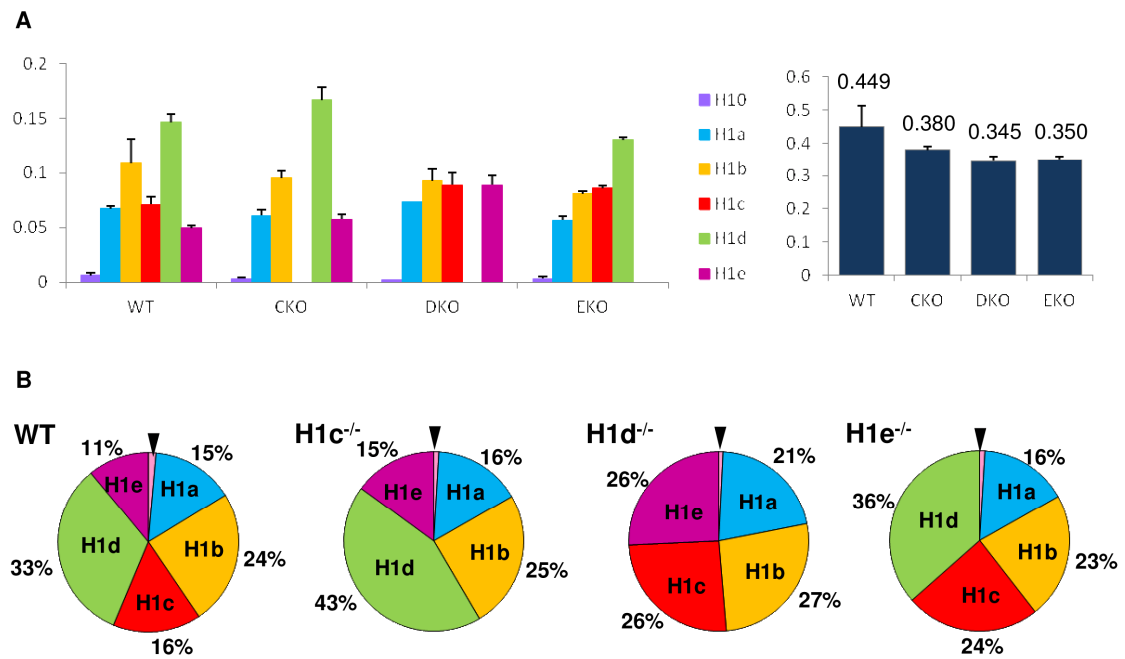 A
0.2
0.15
0.1
0.05
0
WT
CKO
DKO
EKO
H10
H1a
H1b
H1c
H1d
H1e
0.6
0.5
0.4
0.3
0.2
0.1
0
0.449
0.380
0.345
0.350
WT
CKO
DKO
EKO
B
WT
11%
15%
H1e
H1a
H1d
H1b
33%
24%
H1c
16%
H1c-/-
15%
16%
H1e
H1a
H1b
H1d
25%
43%
H1d-/-
21%
26%
H1e
H1a
H1c
H1b
27%
26%
H1e-/-
16%
36%
H1a
H1d
H1b
23%
H1c
24%